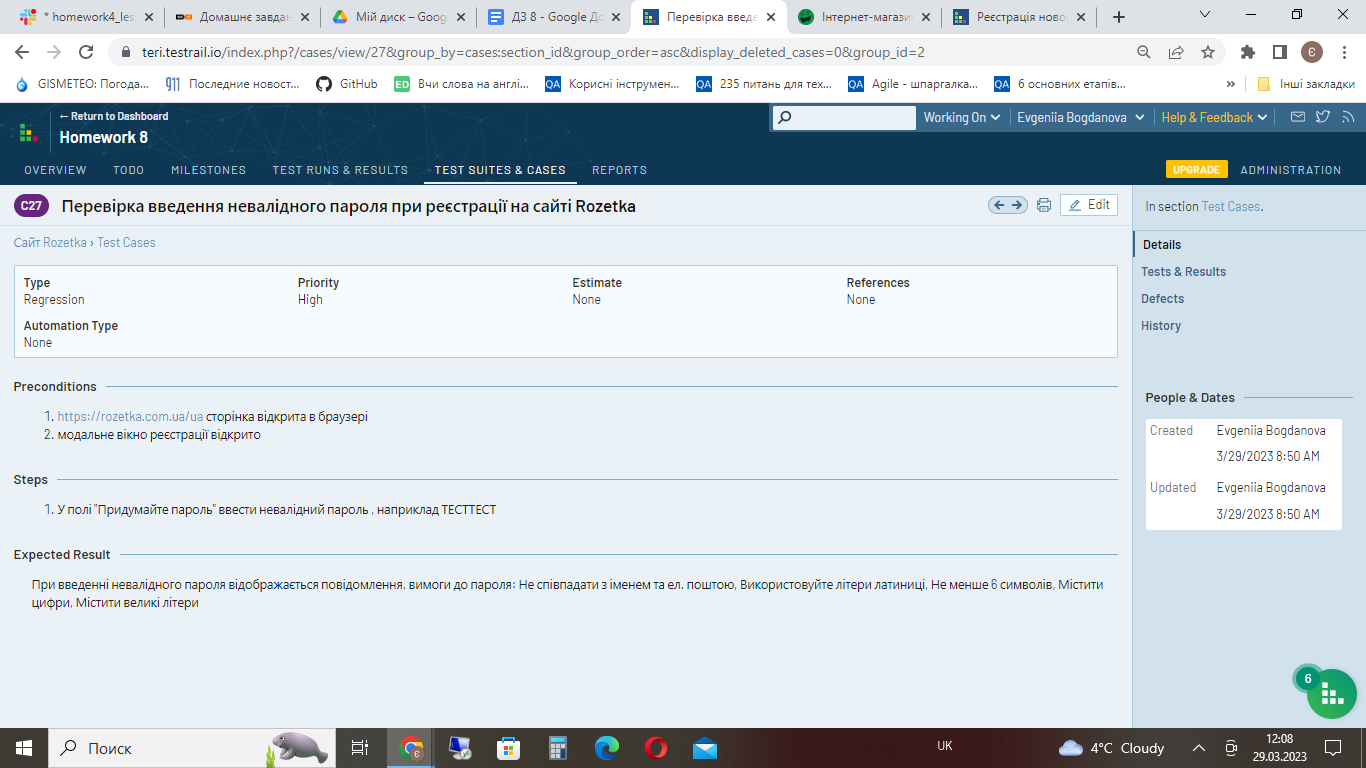 * homework4_les
Домашнє завдан
Мій диск – Goog
ДЗ 8 - Google До
Перевірка введе
Інтернет-магази
Реєстрація ново
teri.testrail.io/index.php?/cases/view/27&group_by=cases:section_id&group_order=asc&display_deleted_cases=0&group_id=2
Є
GISMETEO: Погода...
Последние новост...
GitHub
ED Вчи слова на англі...
QA Корисні інструмен...
QA 235 питань для тех...
QA Agile - шпаргалка...
QA 6 основних етапів...
»
Інші закладки
← Return to Dashboard
Homework 8
Working On
Evgeniia Bogdanova
Help & Feedback
OVERVIEW
TODO
MILESTONES
TEST RUNS & RESULTS
TEST SUITES & CASES
REPORTS
UPGRADE
ADMINISTRATION
C27 Перевірка введення невалідного пароля при реєстрації на сайті Rozetka
Edit
Сайт Rozetka › Test Cases
Type
Regression
Priority
High
Estimate
None
References
None
Automation Type
None
Preconditions
1. https://rozetka.com.ua/ua сторінка відкрита в браузері
2. модальне вікно реєстрації відкрито
Steps
1. У полі "Придумайте пароль" ввести невалідний пароль , наприклад ТЕСТТЕСТ
Expected Result
При введенні невалідного пароля відображається повідомлення, вимоги до пароля: Не співпадати з іменем та ел. поштою, Використовуйте літери латиниці, Не менше 6 символів, Містити
цифри, Містити великі літери
In section Test Cases.
Details
Tests & Results
Defects
History
People & Dates
Created Evgeniia Bogdanova
3/29/2023 8:50 AM
Updated Evgeniia Bogdanova
3/29/2023 8:50 AM
6
Поиск
UK
4°C Cloudy
12:08
29.03.2023